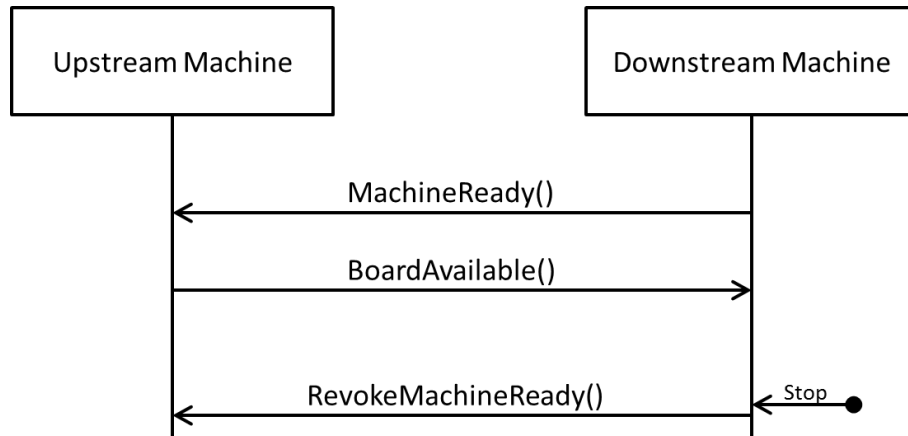 Upstream Machine
Downstream Machine
MachineReady()
BoardAvailable()
RevokeMachineReady()
Stop